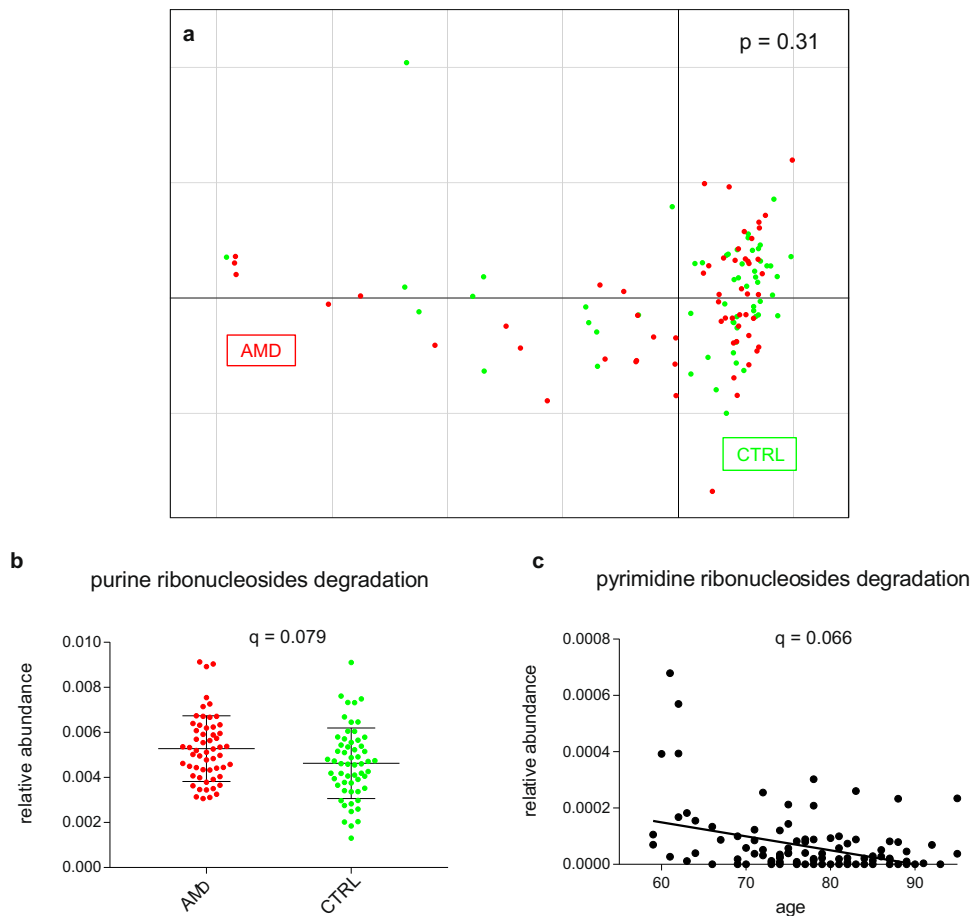 a
p = 0.31
AMD
CTRL
b
purine ribonucleosides degradation
q = 0.079
relative abundance
0.010
0.008
0.006
0.004
0.002
0.000
AMD
CTRL
c
pyrimidine ribonucleosides degradation
q = 0.066
relative abundance
0.0008
0.0006
0.0004
0.0002
0.0000
60 70 80 90
age